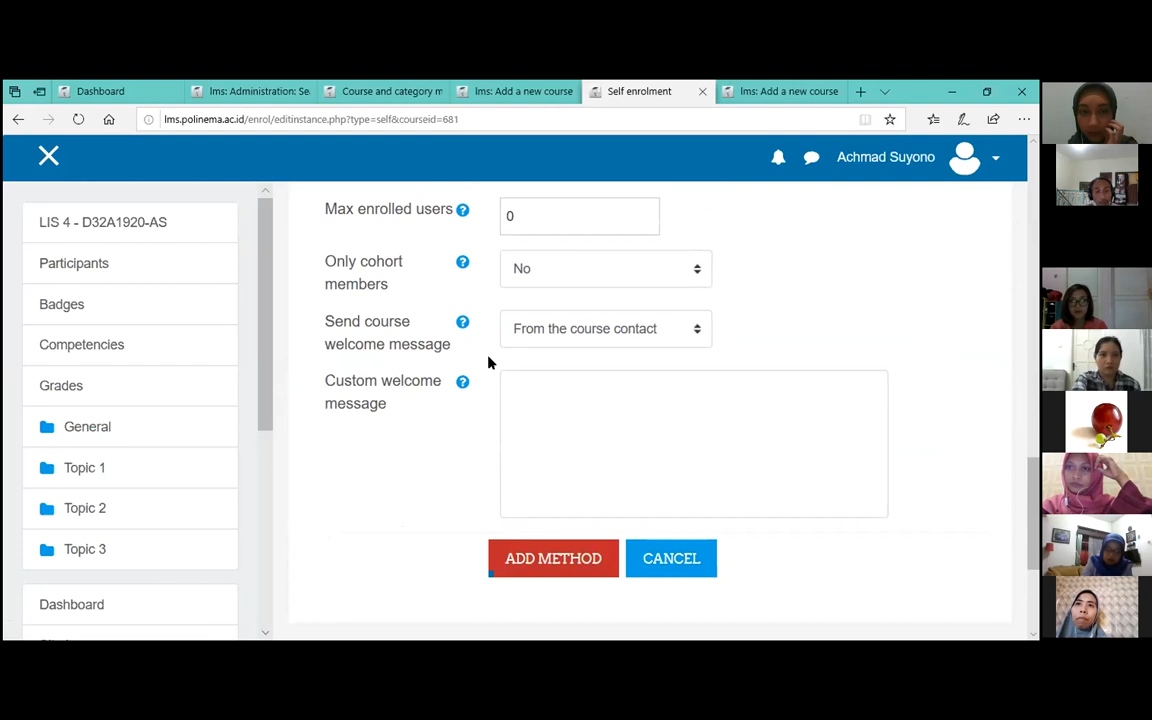 Dashboard
lms: Administration: Se
Course and category m
lms: Add a new course
Self enrolment
lms: Add a new course
lms.polinema.ac.id/enrol/editinstance.php?type=self&courseid=681
Achmad Suyono
LIS 4 - D32A1920-AS
Participants
Badges
Competencies
Grades
General
Topic 1
Topic 2
Topic 3
Dashboard
Max enrolled users
0
Only cohort
members
No
Send course
welcome message
From the course contact
Custom welcome
message
ADD METHOD
CANCEL